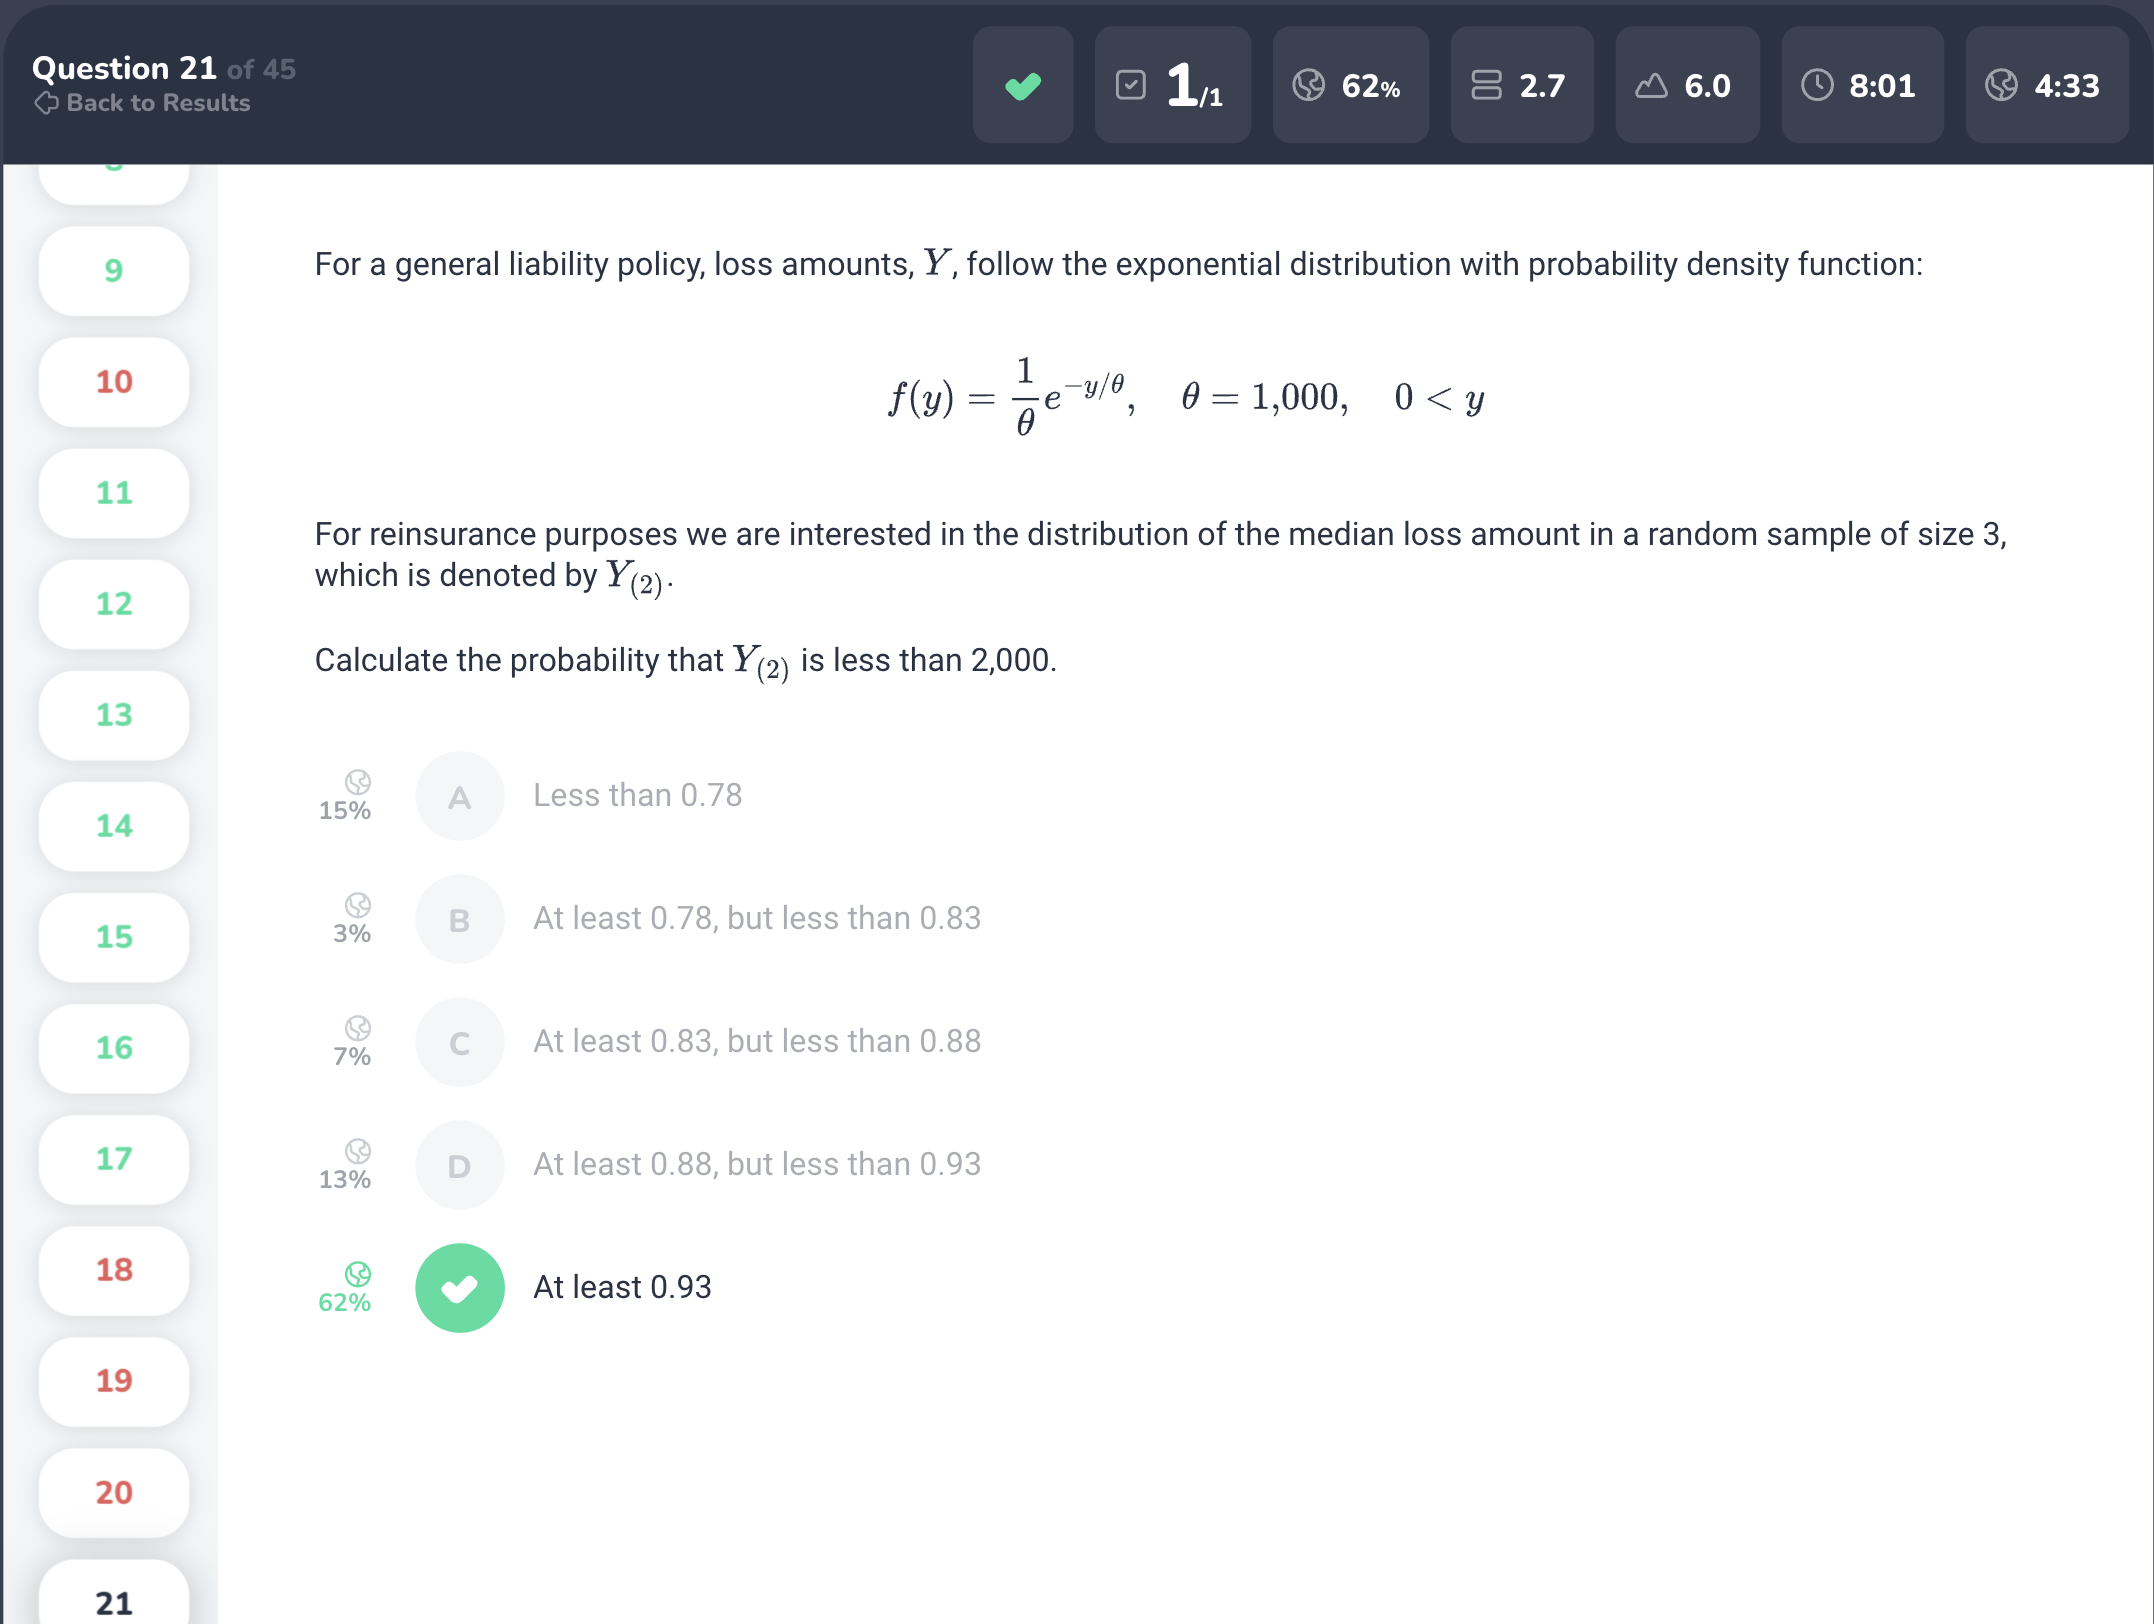 Question 21 of 45
Back to Results
1/1
62%
2.7
6.0
8:01
4:33
9
10
11
12
13
14
15
16
17
18
19
20
21
For a general liability policy, loss amounts, Y, follow the exponential distribution with probability density function:
f(y) = \frac{1}{θ} e^{-y/θ}, θ = 1,000, 0 < y
For reinsurance purposes we are interested in the distribution of the median loss amount in a random sample of size 3,
which is denoted by Y_{(2)}.
Calculate the probability that Y_{(2)} is less than 2,000.
15% A Less than 0.78
3% B At least 0.78, but less than 0.83
7% C At least 0.83, but less than 0.88
13% D At least 0.88, but less than 0.93
62% At least 0.93